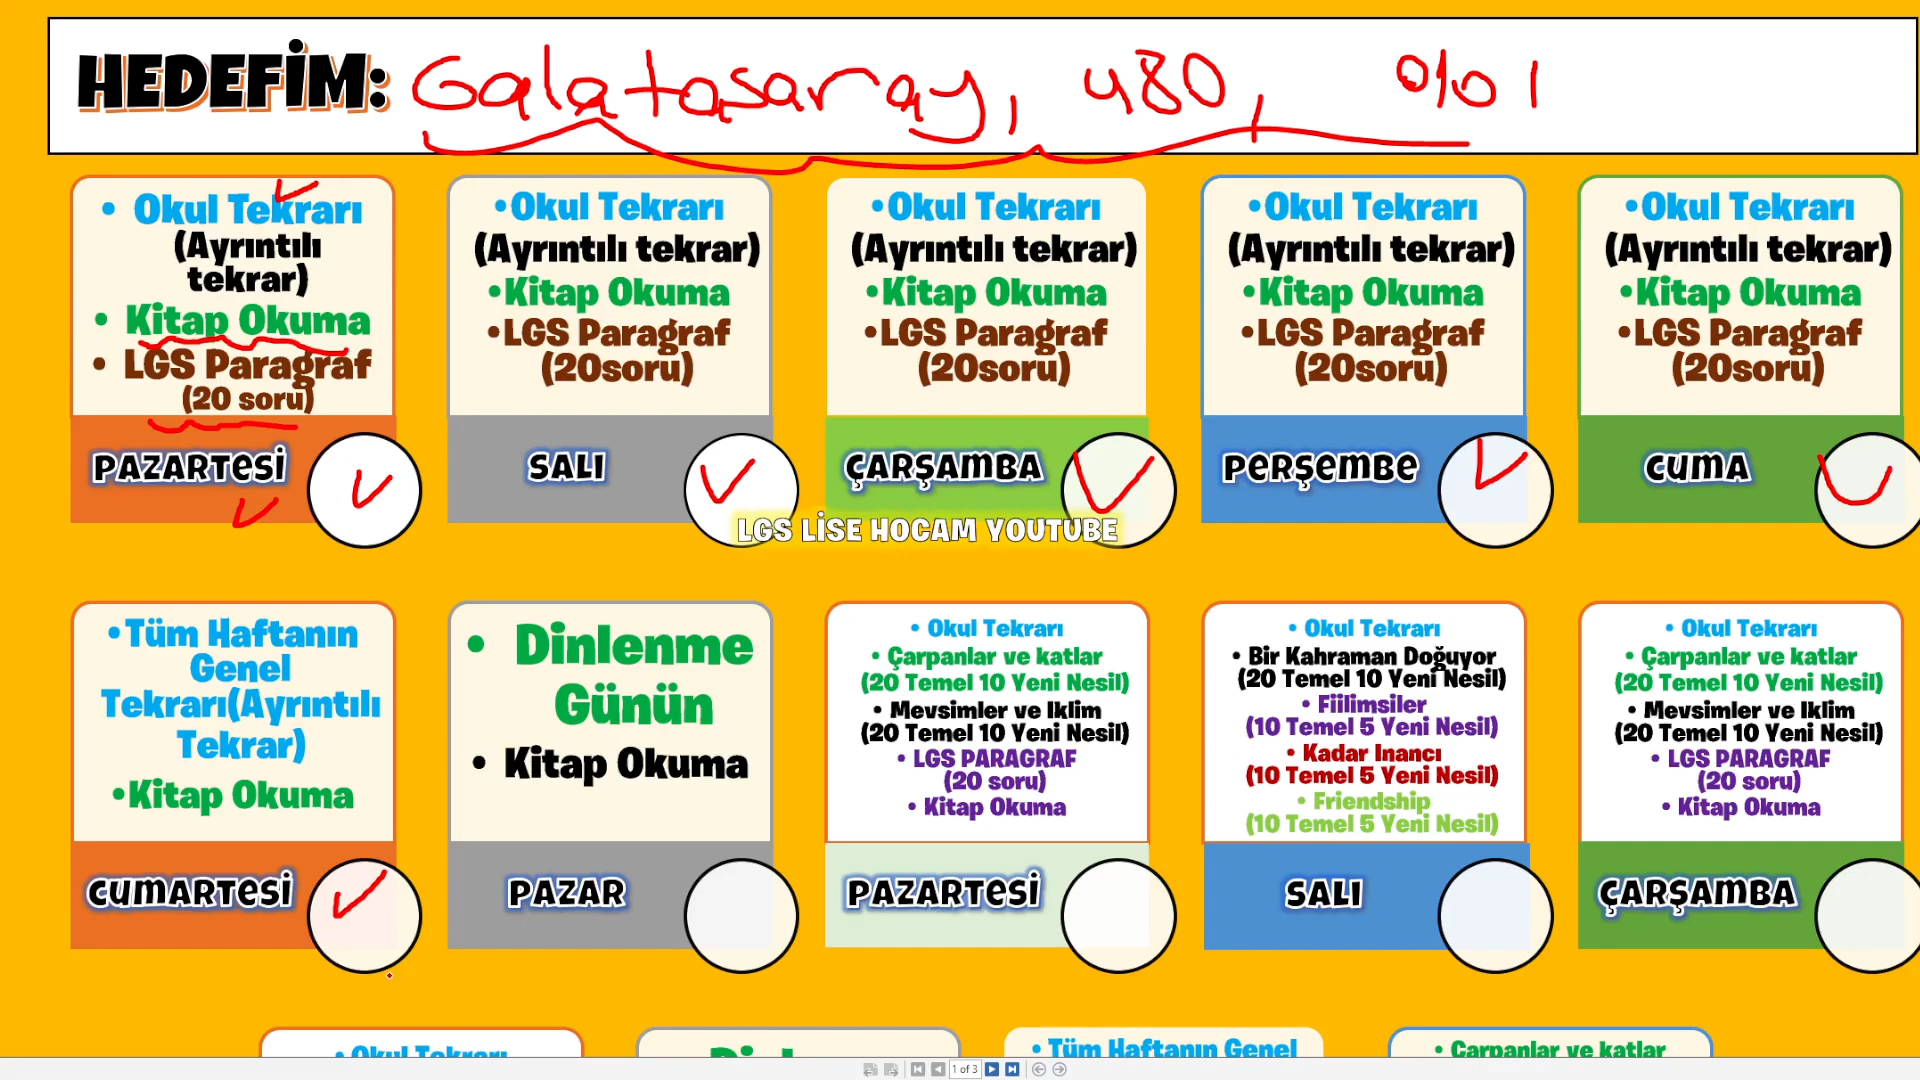 HEDEFİM: Galatasaray, 480, %1
• Okul Tekrarı
(Ayrıntılı
tekrar)
• Kitap Okuma
• LGS Paragraf
(20 soru)
PAZARTESİ
•Okul Tekrarı
(Ayrıntılı tekrar)
•Kitap Okuma
•LGS Paragraf
(20soru)
SALI
•Okul Tekrarı
(Ayrıntılı tekrar)
•Kitap Okuma
•LGS Paragraf
(20soru)
ÇARŞAMBA
•Okul Tekrarı
(Ayrıntılı tekrar)
•Kitap Okuma
•LGS Paragraf
(20soru)
PERŞEMBE
•Okul Tekrarı
(Ayrıntılı tekrar)
•Kitap Okuma
•LGS Paragraf
(20soru)
CUMA
LGS LİSE HOCAM YOUTUBE
•Tüm Haftanın
Genel
Tekrarı(Ayrıntılı
Tekrar)
•Kitap Okuma
CUMARTESİ
• Dinlenme
Günün
• Kitap Okuma
PAZAR
• Okul Tekrarı
• Çarpanlar ve katlar
(20 Temel 10 Yeni Nesil)
• Mevsimler ve Iklim
(20 Temel 10 Yeni Nesil)
• LGS PARAGRAF
(20 soru)
• Kitap Okuma
PAZARTESİ
• Okul Tekrarı
• Bir Kahraman Doğuyor
(20 Temel 10 Yeni Nesil)
• Fiilimsiler
(10 Temel 5 Yeni Nesil)
• Kadar Inancı
(10 Temel 5 Yeni Nesil)
• Friendship
(10 Temel 5 Yeni Nesil)
SALI
• Okul Tekrarı
• Çarpanlar ve katlar
(20 Temel 10 Yeni Nesil)
• Mevsimler ve Iklim
(20 Temel 10 Yeni Nesil)
• LGS PARAGRAF
(20 soru)
• Kitap Okuma
ÇARŞAMBA
• Okul Tekrarı
• Tüm Haftanın Genel
• Çarpanlar ve katlar
1 of 3